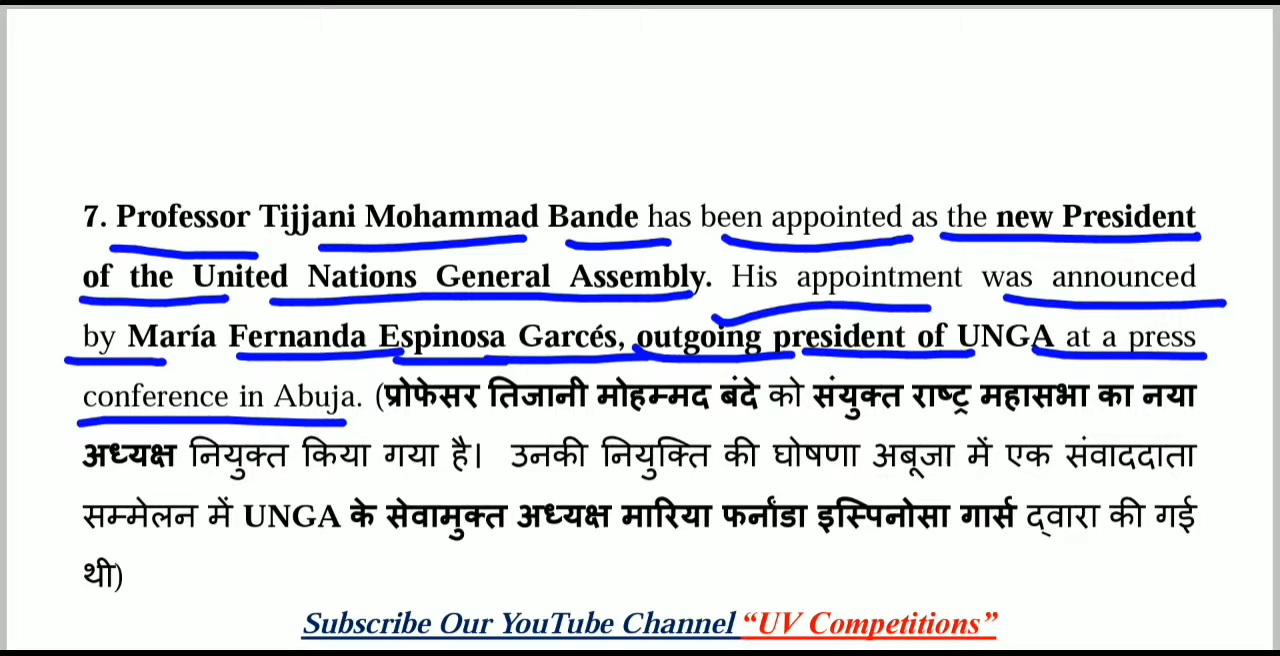 7. Professor Tijjani Mohammad Bande has been appointed as the new President
of the United Nations General Assembly. His appointment was announced
by María Fernanda Espinosa Garcés, outgoing president of UNGA at a press
conference in Abuja. (प्रोफेसर तिजानी मोहम्मद बंदे को संयुक्त राष्ट्र महासभा का नया
अध्यक्ष नियुक्त किया गया है। उनकी नियुक्ति की घोषणा अबूजा में एक संवाददाता
सम्मेलन में UNGA के सेवामुक्त अध्यक्ष मारिया फर्नांडा इस्पिनोसा गार्स द्वारा की गई
थी)
Subscribe Our YouTube Channel “UV Competitions”